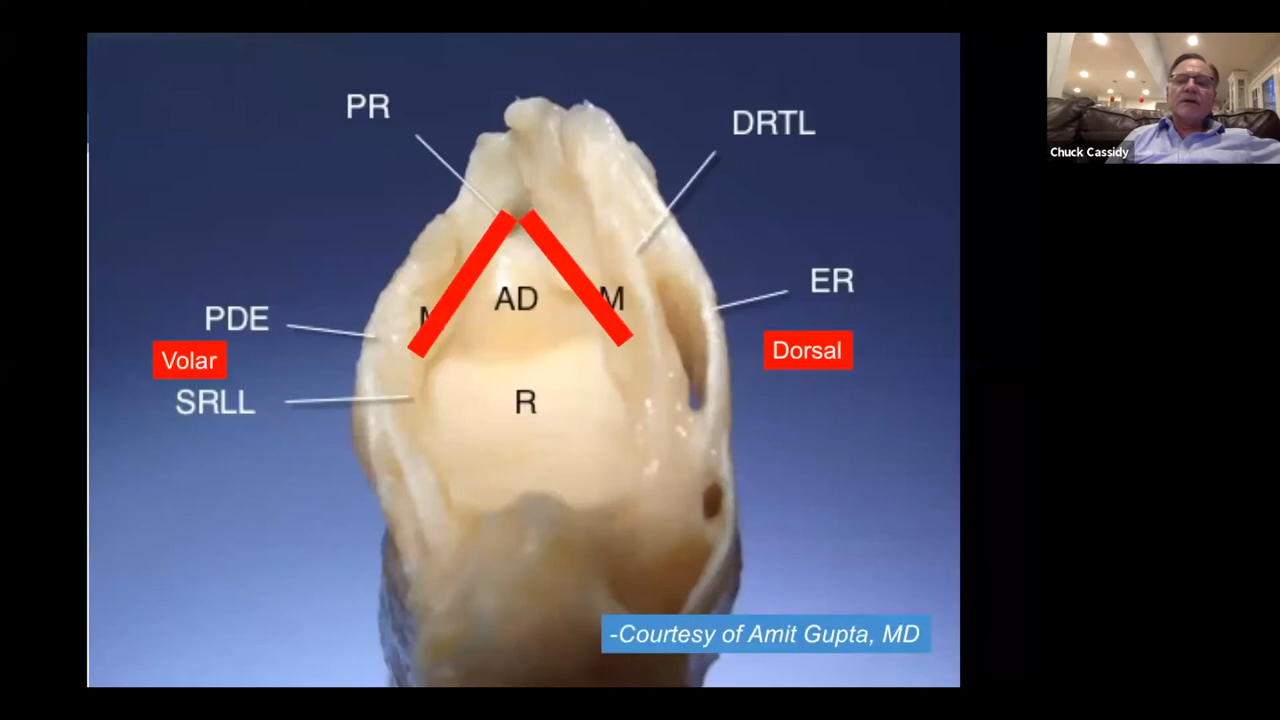 PR
DRTL
ER
PDE
Volar
Dorsal
SRLL
M
AD
M
R
-Courtesy of Amit Gupta, MD
Chuck Cassidy